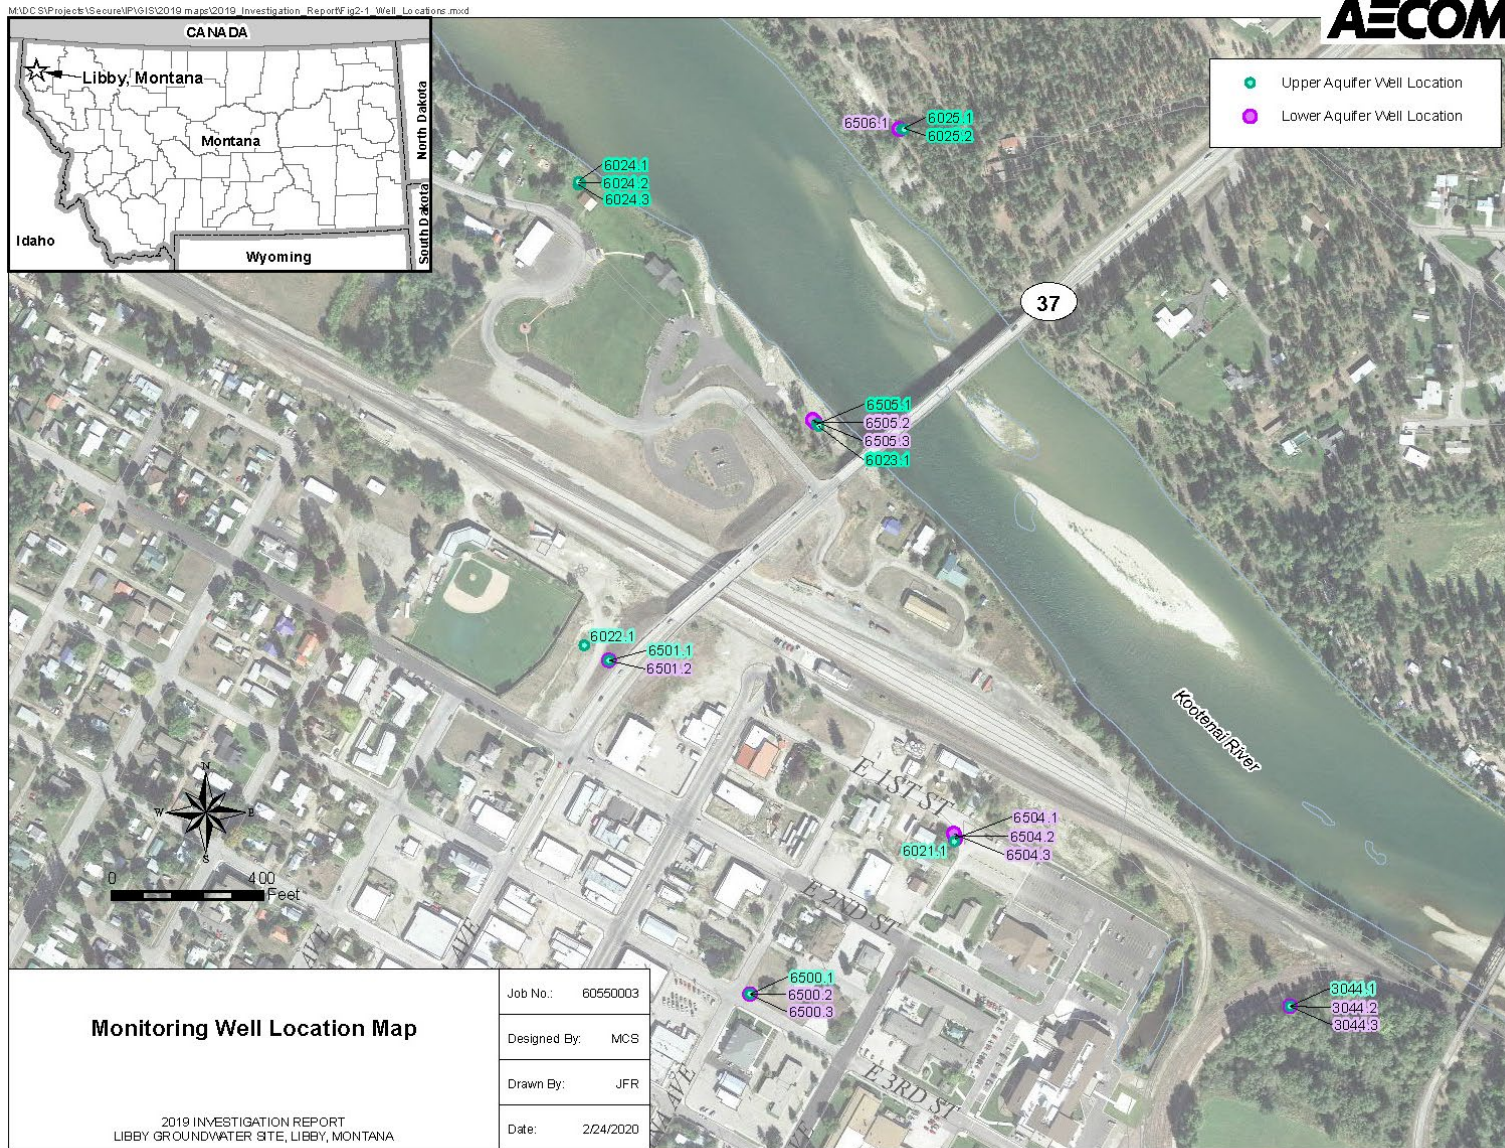 M:\DCS\Projects\Secure\IP\GIS\2019 maps\2019_Investigation_Report\Fig2-1_Well_Locations.mxd
AECOM
CANADA
Libby, Montana
Montana
North Dakota
South Dakota
Idaho
Wyoming
Upper Aquifer Well Location
Lower Aquifer Well Location
6506.1
6025.1
6025.2
6024.1
6024.2
6024.3
37
6505.1
6505.2
6505.3
6023.1
6022.1
6501.1
6501.2
Kootenai River
E 1ST ST
6504.1
6504.2
6504.3
6021.1
N
W
E
S
0
400
Feet
E 2ND ST
AVE
AVE
6500.1
6500.2
6500.3
3044.1
3044.2
3044.3
E 3RD ST
AVE
Monitoring Well Location Map
2019 INVESTIGATION REPORT
LIBBY GROUNDWATER SITE, LIBBY, MONTANA
Job No.: 60550003
Designed By: MCS
Drawn By: JFR
Date: 2/24/2020